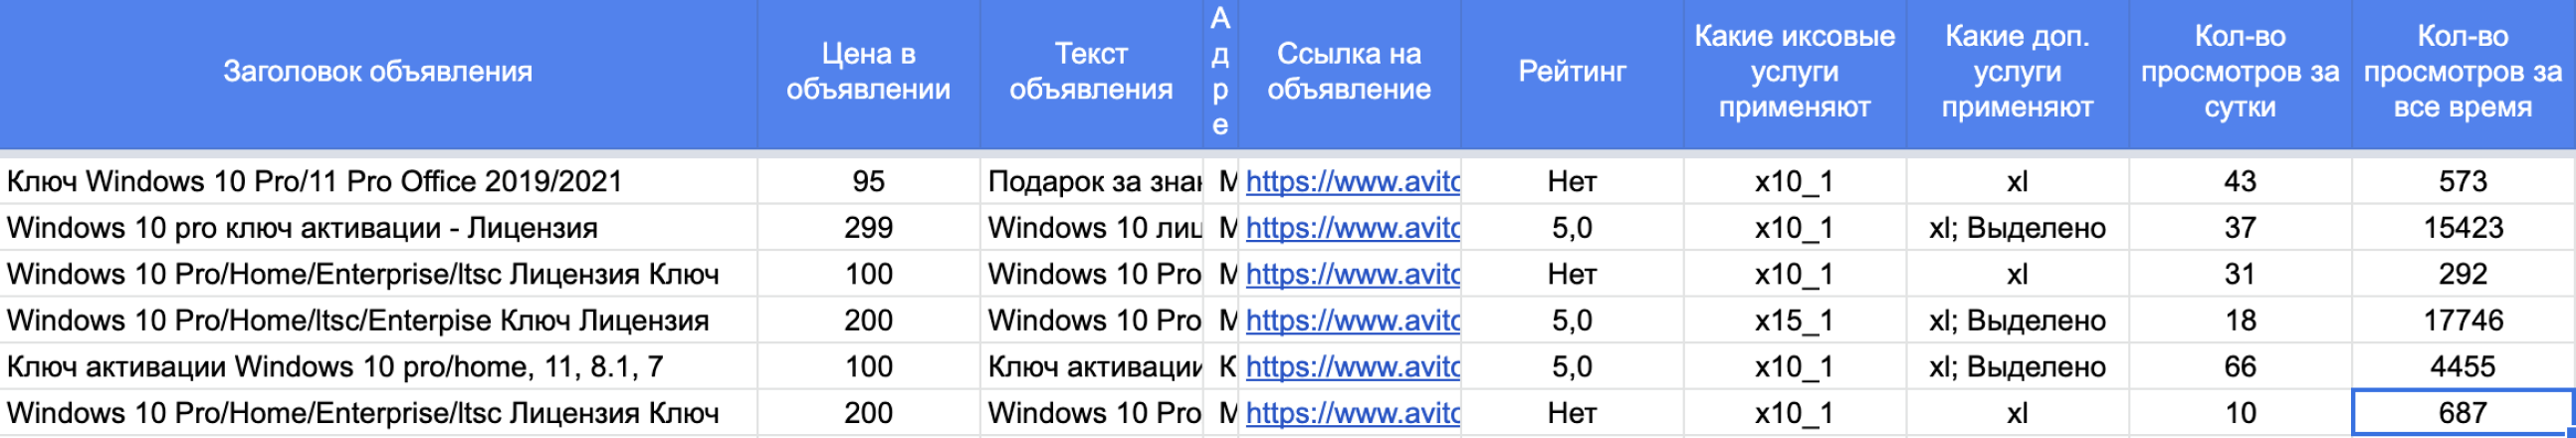 Заголовок объявления
Цена в объявлении
Текст объявления
Адре
Ссылка на объявление
Рейтинг
Какие иксовые услуги применяют
Какие доп. услуги применяют
Кол-во просмотров за сутки
Кол-во просмотров за все время
Ключ Windows 10 Pro/11 Pro Office 2019/2021 95 Подарок за зна М https://www.avito Нет x10_1 xl 43 573
Windows 10 pro ключ активации - Лицензия 299 Windows 10 лиц М https://www.avito 5,0 x10_1 xl; Выделено 37 15423
Windows 10 Pro/Home/Enterprise/ltsc Лицензия Ключ 100 Windows 10 Pro М https://www.avito Нет x10_1 xl 31 292
Windows 10 Pro/Home/ltsc/Enterpise Ключ Лицензия 200 Windows 10 Pro М https://www.avito 5,0 x15_1 xl; Выделено 18 17746
Ключ активации Windows 10 pro/home, 11, 8.1, 7 100 Ключ активации К https://www.avito 5,0 x10_1 xl; Выделено 66 4455
Windows 10 Pro/Home/Enterprise/ltsc Лицензия Ключ 200 Windows 10 Pro М https://www.avito Нет x10_1 xl 10 687